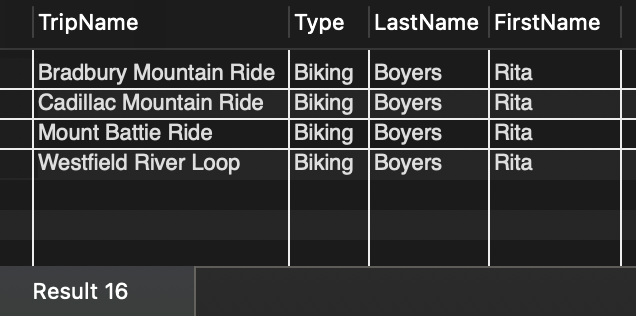 TripName Type LastName FirstName
Bradbury Mountain Ride Biking Boyers Rita
Cadillac Mountain Ride Biking Boyers Rita
Mount Battie Ride Biking Boyers Rita
Westfield River Loop Biking Boyers Rita
Result 16